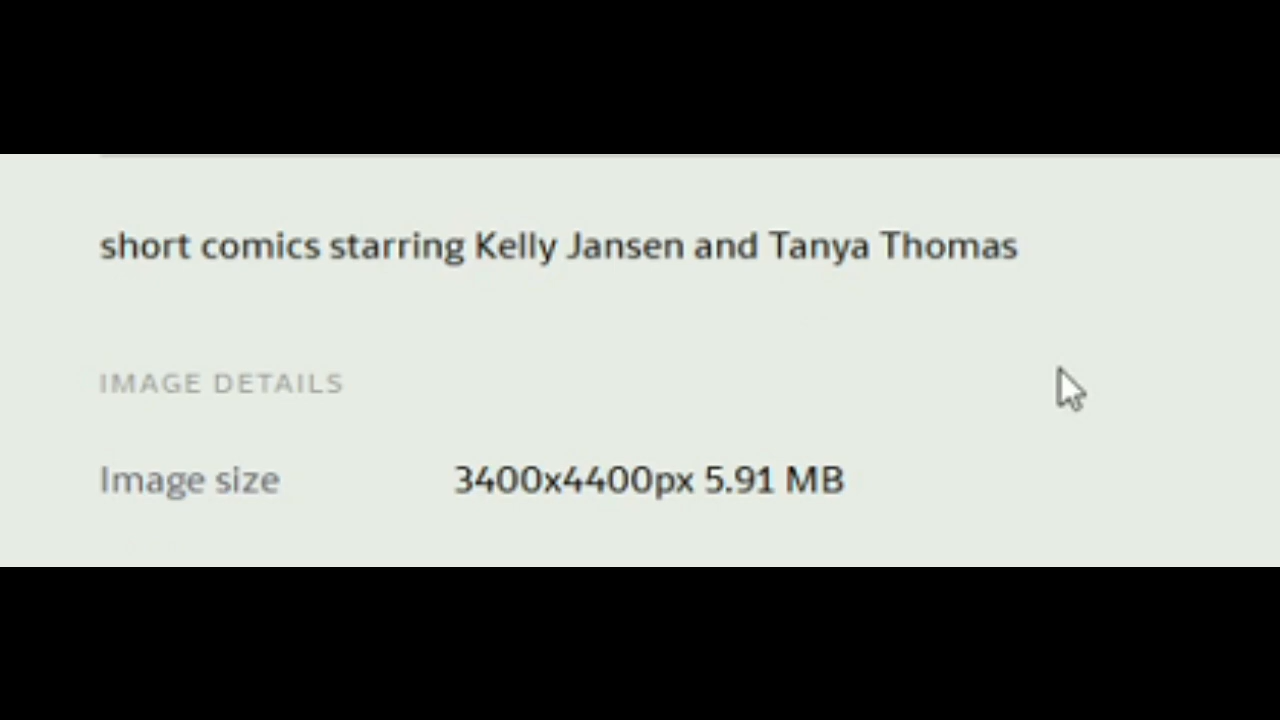 short comics starring Kelly Jansen and Tanya Thomas
IMAGE DETAILS
Image size 3400x4400px 5.91 MB